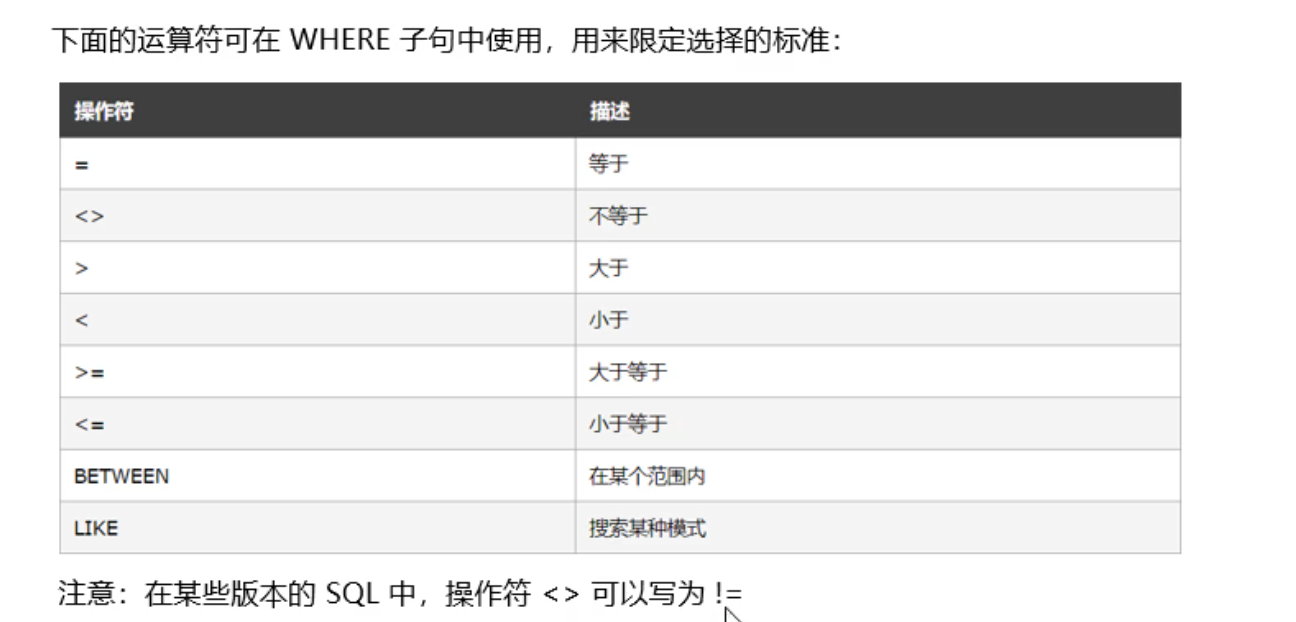 下面的运算符可在 WHERE 子句中使用，用来限定选择的标准：
操作符 描述
= 等于
<> 不等于
> 大于
< 小于
>= 大于等于
<= 小于等于
BETWEEN 在某个范围内
LIKE 搜索某种模式
注意：在某些版本的 SQL 中，操作符 <> 可以写为 !=